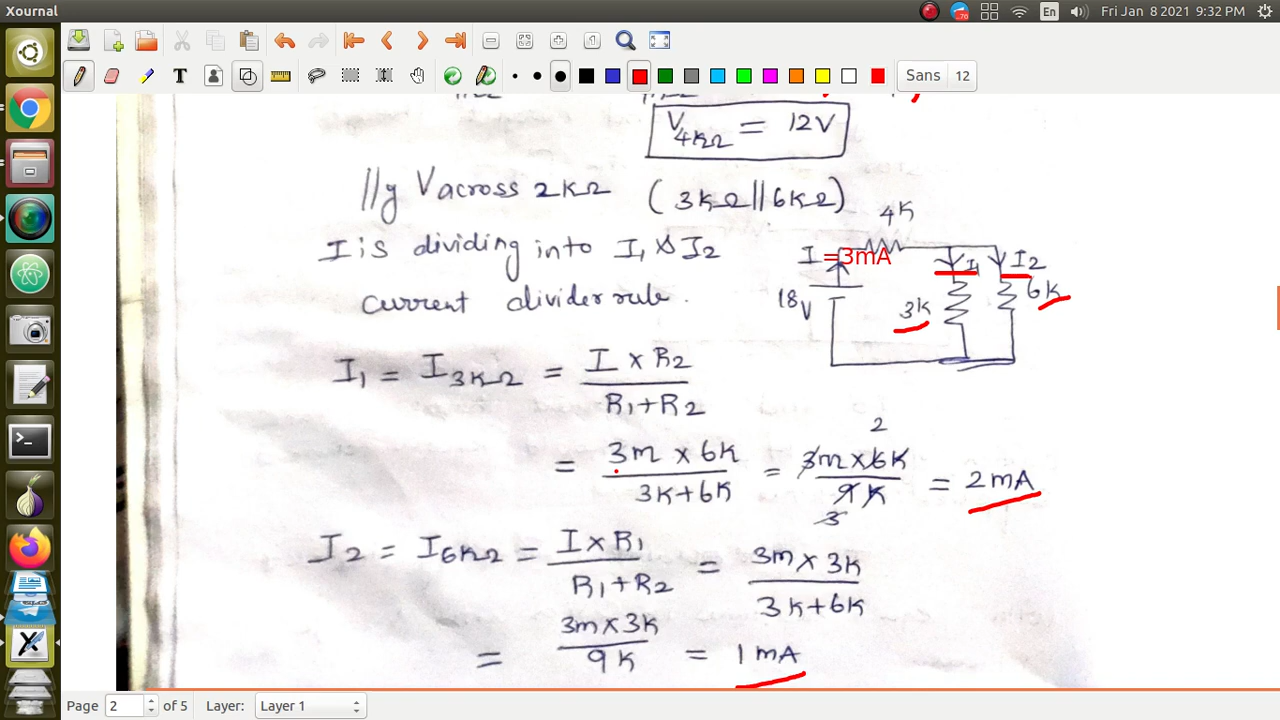 Xournal
En
Fri Jan 8 2021 9:32 PM
T
Sans 12
V4KΩ = 12V
//y V across 2KΩ (3KΩ||6KΩ)
I is dividing into I1 & I2
current divider rule.
4K
I =3mA
I1
I2
18V
3K
6K
I1 = I3KΩ = I x R2 / R1+R2
= 3m x 6K / 3K+6K = 3m x 6K / 9K = 2mA
2
3
I2 = I6KΩ = I x R1 / R1+R2 = 3m x 3K / 3K+6K
= 3m x 3K / 9K = 1mA
Page 2 of 5 Layer: Layer 1